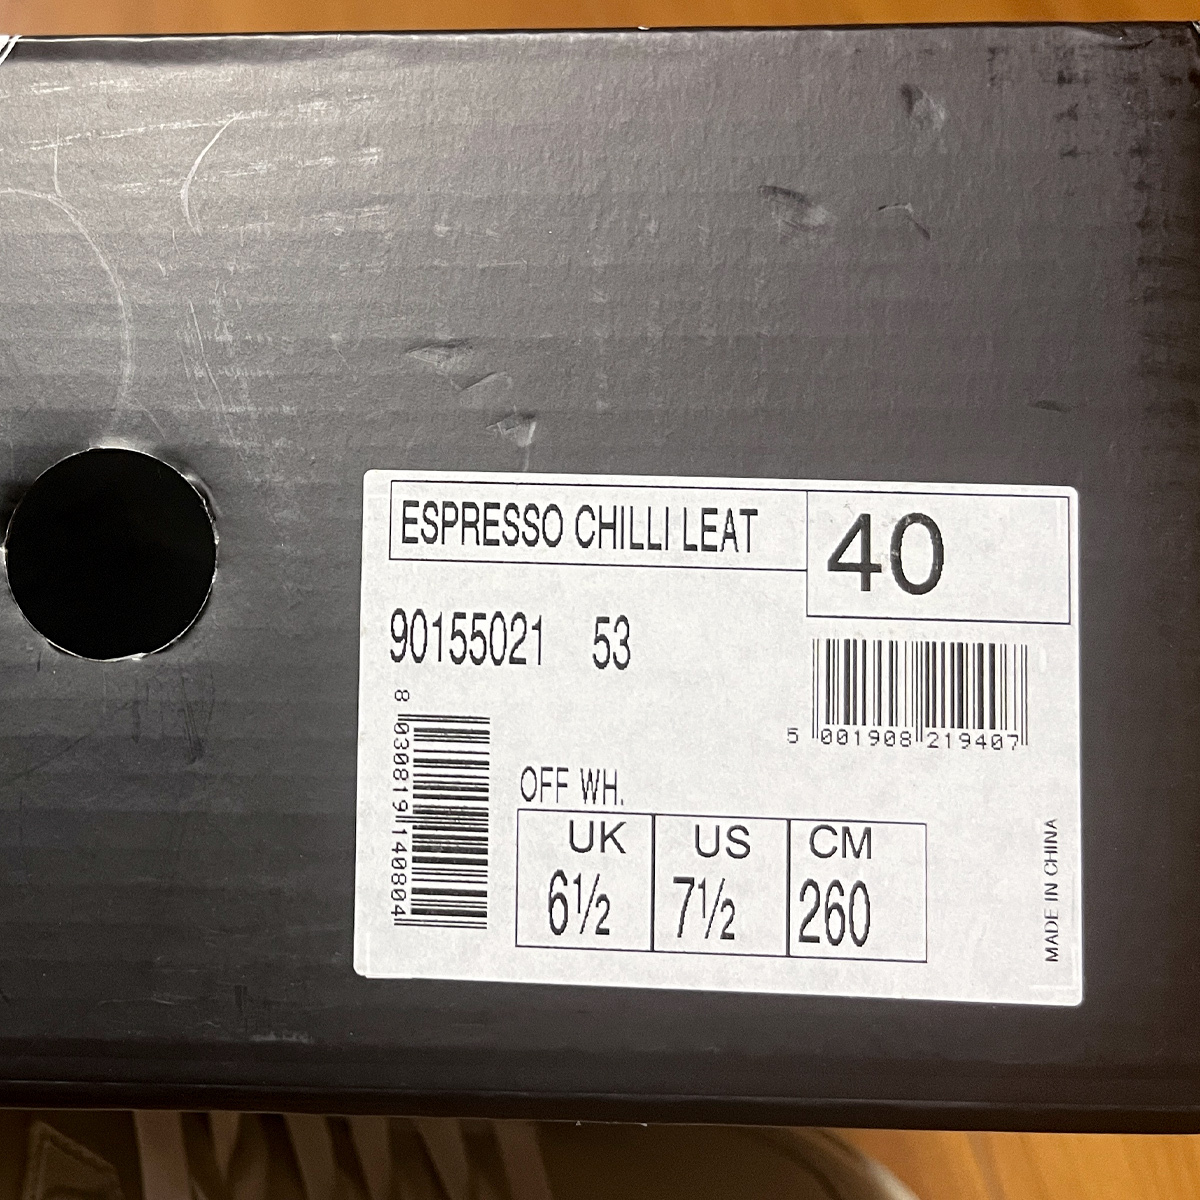 ESPRESSO CHILLI LEAT
40
90155021 53
5 001908 219407
8 030819 140804
OFF WH.
UK US CM
6½ 7½ 260
MADE IN CHINA